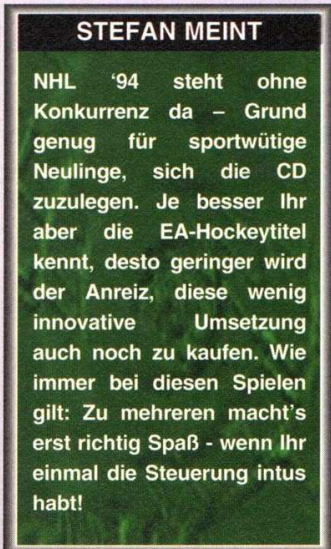 STEFAN MEINT
NHL ‘94 steht ohne
Konkurrenz da – Grund
genug für sportwütige
Neulinge, sich die CD
zuzulegen. Je besser Ihr
aber die EA-Hockeytitel
kennt, desto geringer wird
der Anreiz, diese wenig
innovative Umsetzung
auch noch zu kaufen. Wie
immer bei diesen Spielen
gilt: Zu mehreren macht's
erst richtig Spaß - wenn Ihr
einmal die Steuerung intus
habt!